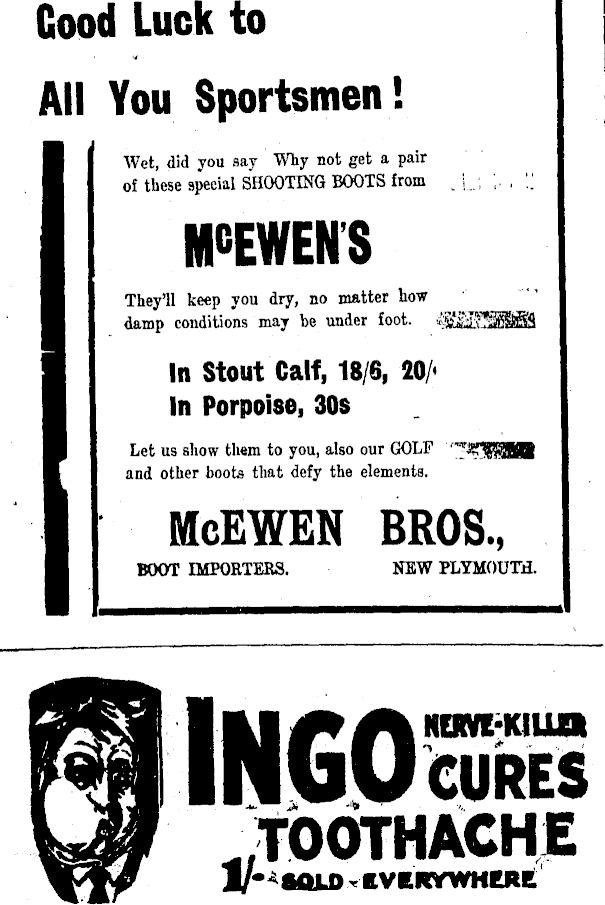 Good Luck to
All You Sportsmen!
Wet, did you say Why not get a pair
of these special SHOOTING BOOTS from
McEWEN'S
They'll keep you dry, no matter how
damp conditions may be under foot.
In Stout Calf, 18/6, 20/-
In Porpoise, 30s
Let us show them to you, also our GOLF
and other boots that defy the elements.
McEWEN BROS.,
BOOT IMPORTERS. NEW PLYMOUTH.
INGO NERVE-KILLER
CURES
TOOTHACHE
1/- SOLD EVERYWHERE